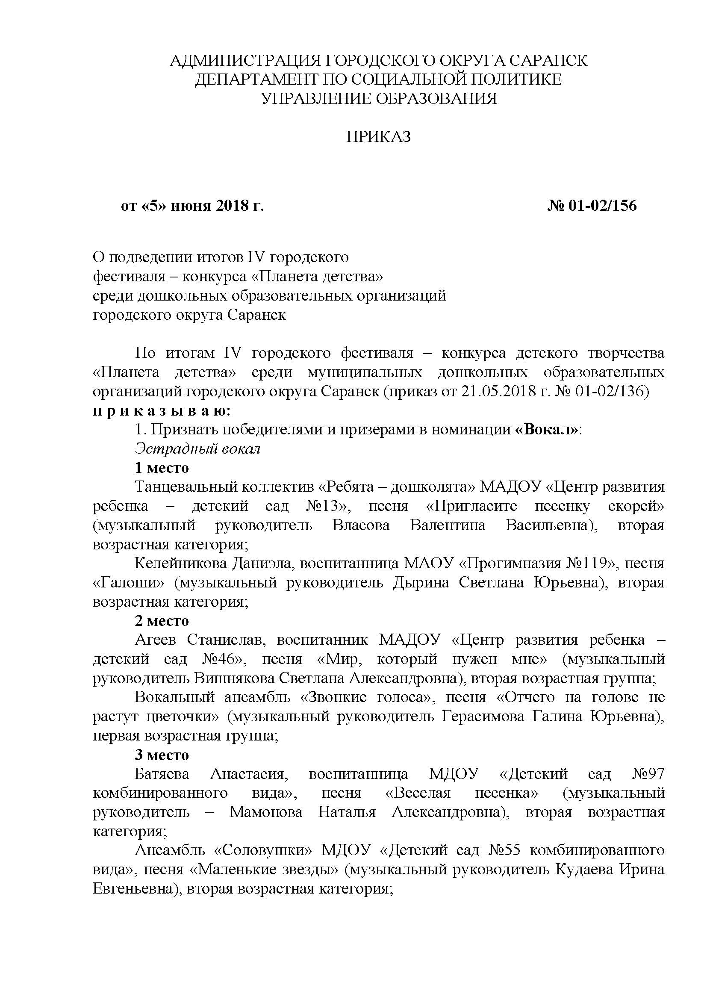 АДМИНИСТРАЦИЯ ГОРОДСКОГО ОКРУГА САРАНСК
ДЕПАРТАМЕНТ ПО СОЦИАЛЬНОЙ ПОЛИТИКЕ
УПРАВЛЕНИЕ ОБРАЗОВАНИЯ
ПРИКАЗ
от «5» июня 2018 г. № 01-02/156
О подведении итогов IV городского
фестиваля – конкурса «Планета детства»
среди дошкольных образовательных организаций
городского округа Саранск
По итогам IV городского фестиваля – конкурса детского творчества
«Планета детства» среди муниципальных дошкольных образовательных
организаций городского округа Саранск (приказ от 21.05.2018 г. № 01-02/136)
п р и к а з ы в а ю:
1. Признать победителями и призерами в номинации «Вокал»:
Эстрадный вокал
1 место
Танцевальный коллектив «Ребята – дошколята» МАДОУ «Центр развития
ребенка – детский сад №13», песня «Пригласите песенку скорей»
(музыкальный руководитель Власова Валентина Васильевна), вторая
возрастная категория;
Келейникова Даниэла, воспитанница МАОУ «Прогимназия №119», песня
«Галоши» (музыкальный руководитель Дырина Светлана Юрьевна), вторая
возрастная категория;
2 место
Агеев Станислав, воспитанник МАДОУ «Центр развития ребенка –
детский сад №46», песня «Мир, который нужен мне» (музыкальный
руководитель Вишнякова Светлана Александровна), вторая возрастная группа;
Вокальный ансамбль «Звонкие голоса», песня «Отчего на голове не
растут цветочки» (музыкальный руководитель Герасимова Галина Юрьевна),
первая возрастная группа;
3 место
Батяева Анастасия, воспитанница МДОУ «Детский сад №97
комбинированного вида», песня «Веселая песенка» (музыкальный
руководитель – Мамонова Наталья Александровна), вторая возрастная
категория;
Ансамбль «Соловушки» МДОУ «Детский сад №55 комбинированного
вида», песня «Маленькие звезды» (музыкальный руководитель Кудаева Ирина
Евгеньевна), вторая возрастная категория;